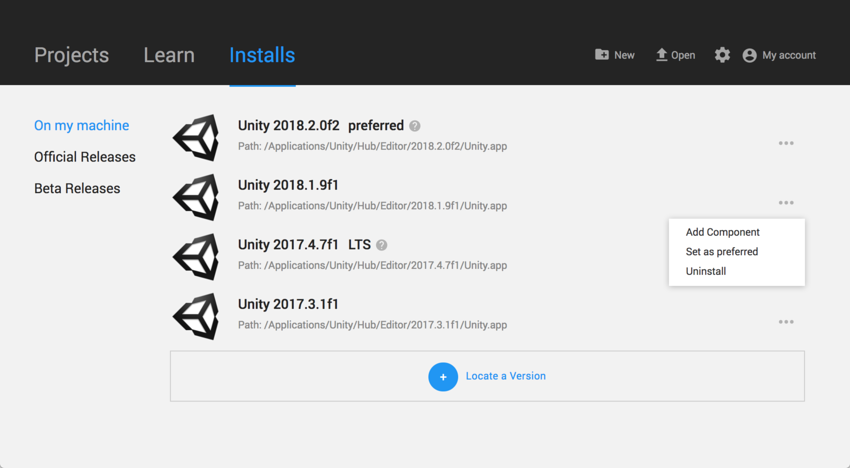 Projects
Learn
Installs
New
Open
My account
On my machine
Official Releases
Beta Releases
Unity 2018.2.0f2 preferred ?
Path: /Applications/Unity/Hub/Editor/2018.2.0f2/Unity.app
Unity 2018.1.9f1
Path: /Applications/Unity/Hub/Editor/2018.1.9f1/Unity.app
Add Component
Set as preferred
Uninstall
Unity 2017.4.7f1 LTS ?
Path: /Applications/Unity/Hub/Editor/2017.4.7f1/Unity.app
Unity 2017.3.1f1
Path: /Applications/Unity/Hub/Editor/2017.3.1f1/Unity.app
Locate a Version